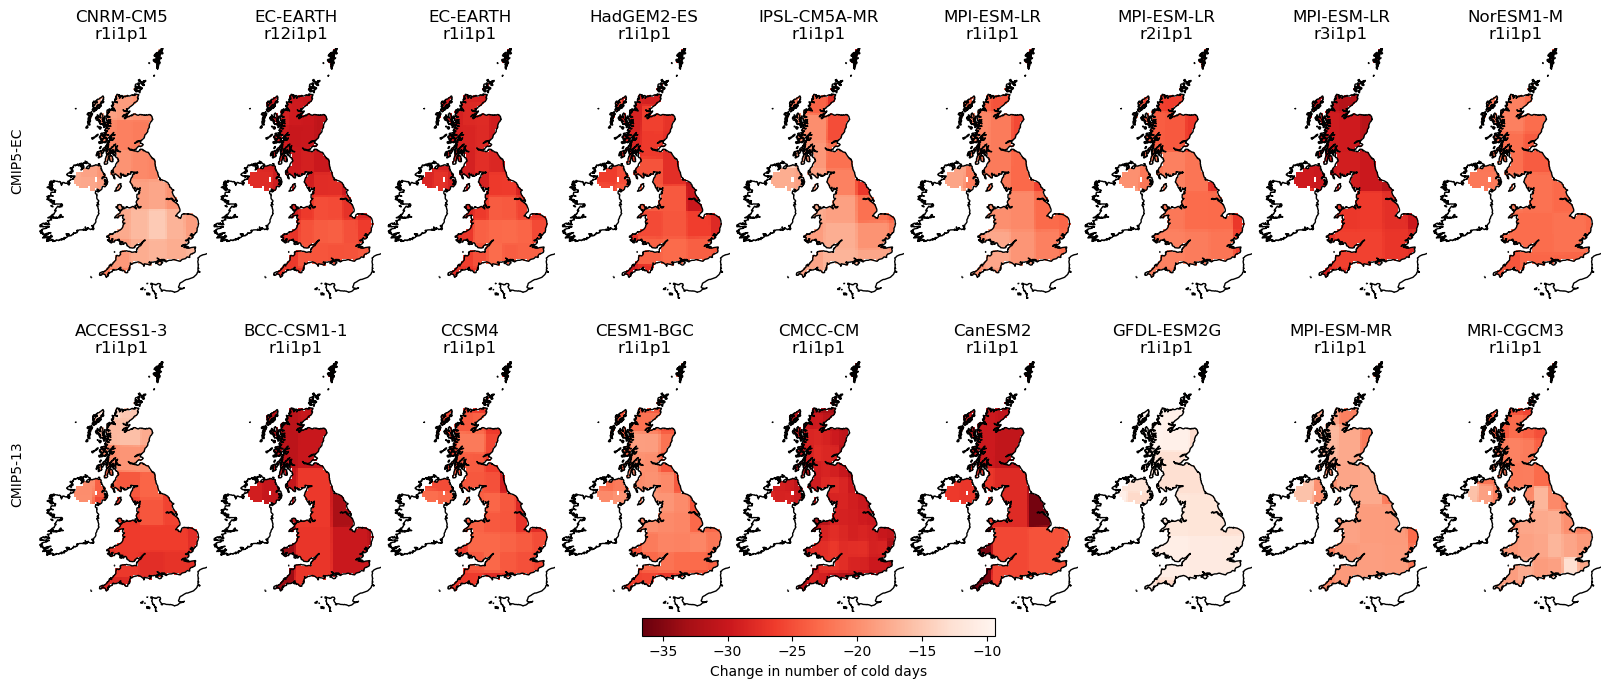 CNRM-CM5
r1i1p1
EC-EARTH
r12i1p1
EC-EARTH
r1i1p1
HadGEM2-ES
r1i1p1
IPSL-CM5A-MR
r1i1p1
MPI-ESM-LR
r1i1p1
MPI-ESM-LR
r2i1p1
MPI-ESM-LR
r3i1p1
NorESM1-M
r1i1p1
CMIP5-EC
ACCESS1-3
r1i1p1
BCC-CSM1-1
r1i1p1
CCSM4
r1i1p1
CESM1-BGC
r1i1p1
CMCC-CM
r1i1p1
CanESM2
r1i1p1
GFDL-ESM2G
r1i1p1
MPI-ESM-MR
r1i1p1
MRI-CGCM3
r1i1p1
CMIP5-13
−35 −30 −25 −20 −15 −10
Change in number of cold days